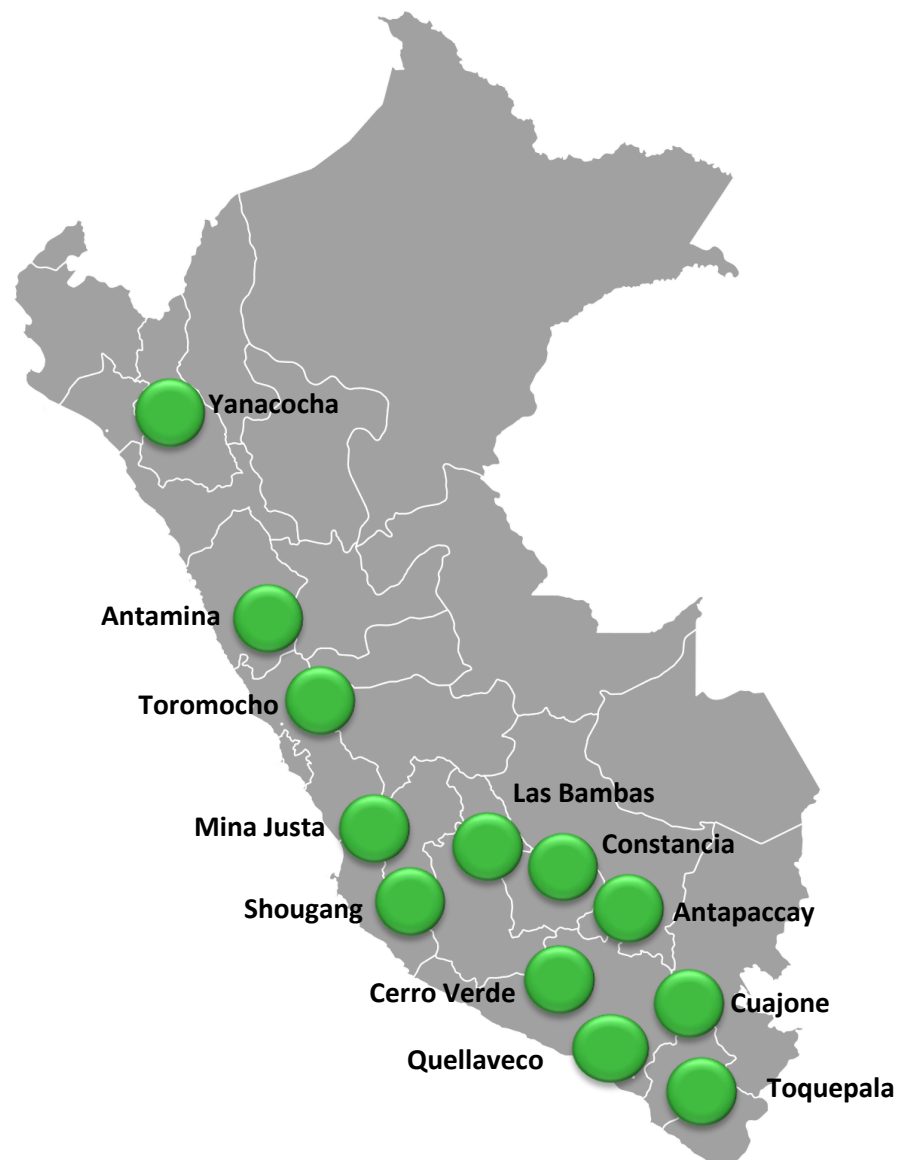 Yanacocha
Antamina
Toromocho
Las Bambas
Mina Justa
Constancia
Shougang
Antapaccay
Cerro Verde
Cuajone
Quellaveco
Toquepala